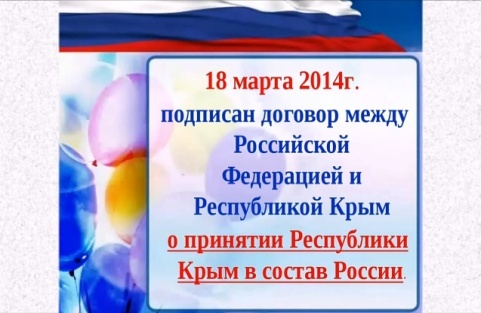 18 марта 2014г.
подписан договор между
Российской
Федерацией и
Республикой Крым
о принятии Республики
Крым в состав России.